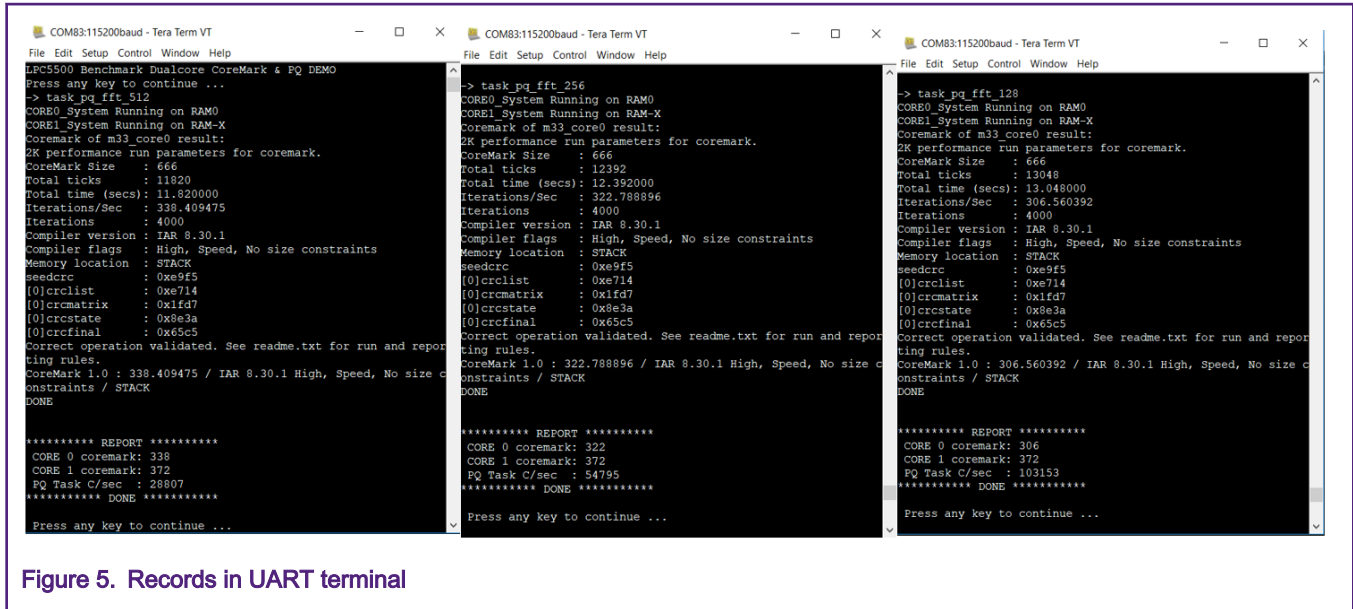 COM83:115200baud - Tera Term VT
File Edit Setup Control Window Help
LPC5500 Benchmark Dualcore CoreMark & PQ DEMO
Press any key to continue ...
-> task_pq_fft_512
CORE0_System Running on RAM0
CORE1_System Running on RAM-X
Coremark of m33_core0 result:
2K performance run parameters for coremark.
CoreMark Size : 666
Total ticks : 11820
Total time (secs): 11.820000
Iterations/Sec : 338.409475
Iterations : 4000
Compiler version : IAR 8.30.1
Compiler flags : High, Speed, No size constraints
Memory location : STACK
seedcrc : 0xe9f5
[0]crclist : 0xe714
[0]crcmatrix : 0x1fd7
[0]crcstate : 0x8e3a
[0]crcfinal : 0x65c5
Correct operation validated. See readme.txt for run and repor
ting rules.
CoreMark 1.0 : 338.409475 / IAR 8.30.1 High, Speed, No size c
onstraints / STACK
DONE
********** REPORT **********
CORE 0 coremark: 338
CORE 1 coremark: 372
PQ Task C/sec : 28807
*********** DONE ***********
Press any key to continue ...
COM83:115200baud - Tera Term VT
File Edit Setup Control Window Help
-> task_pq_fft_256
CORE0_System Running on RAM0
CORE1_System Running on RAM-X
Coremark of m33_core0 result:
2K performance run parameters for coremark.
CoreMark Size : 666
Total ticks : 12392
Total time (secs): 12.392000
Iterations/Sec : 322.788896
Iterations : 4000
Compiler version : IAR 8.30.1
Compiler flags : High, Speed, No size constraints
Memory location : STACK
seedcrc : 0xe9f5
[0]crclist : 0xe714
[0]crcmatrix : 0x1fd7
[0]crcstate : 0x8e3a
[0]crcfinal : 0x65c5
Correct operation validated. See readme.txt for run and repor
ting rules.
CoreMark 1.0 : 322.788896 / IAR 8.30.1 High, Speed, No size c
onstraints / STACK
DONE
********** REPORT **********
CORE 0 coremark: 322
CORE 1 coremark: 372
PQ Task C/sec : 54795
*********** DONE ***********
Press any key to continue ...
COM83:115200baud - Tera Term VT
File Edit Setup Control Window Help
-> task_pq_fft_128
CORE0_System Running on RAM0
CORE1_System Running on RAM-X
Coremark of m33_core0 result:
2K performance run parameters for coremark.
CoreMark Size : 666
Total ticks : 13048
Total time (secs): 13.048000
Iterations/Sec : 306.560392
Iterations : 4000
Compiler version : IAR 8.30.1
Compiler flags : High, Speed, No size constraints
Memory location : STACK
seedcrc : 0xe9f5
[0]crclist : 0xe714
[0]crcmatrix : 0x1fd7
[0]crcstate : 0x8e3a
[0]crcfinal : 0x65c5
Correct operation validated. See readme.txt for run and repor
ting rules.
CoreMark 1.0 : 306.560392 / IAR 8.30.1 High, Speed, No size c
onstraints / STACK
DONE
********** REPORT **********
CORE 0 coremark: 306
CORE 1 coremark: 372
PQ Task C/sec : 103153
*********** DONE ***********
Press any key to continue ...
Figure 5. Records in UART terminal